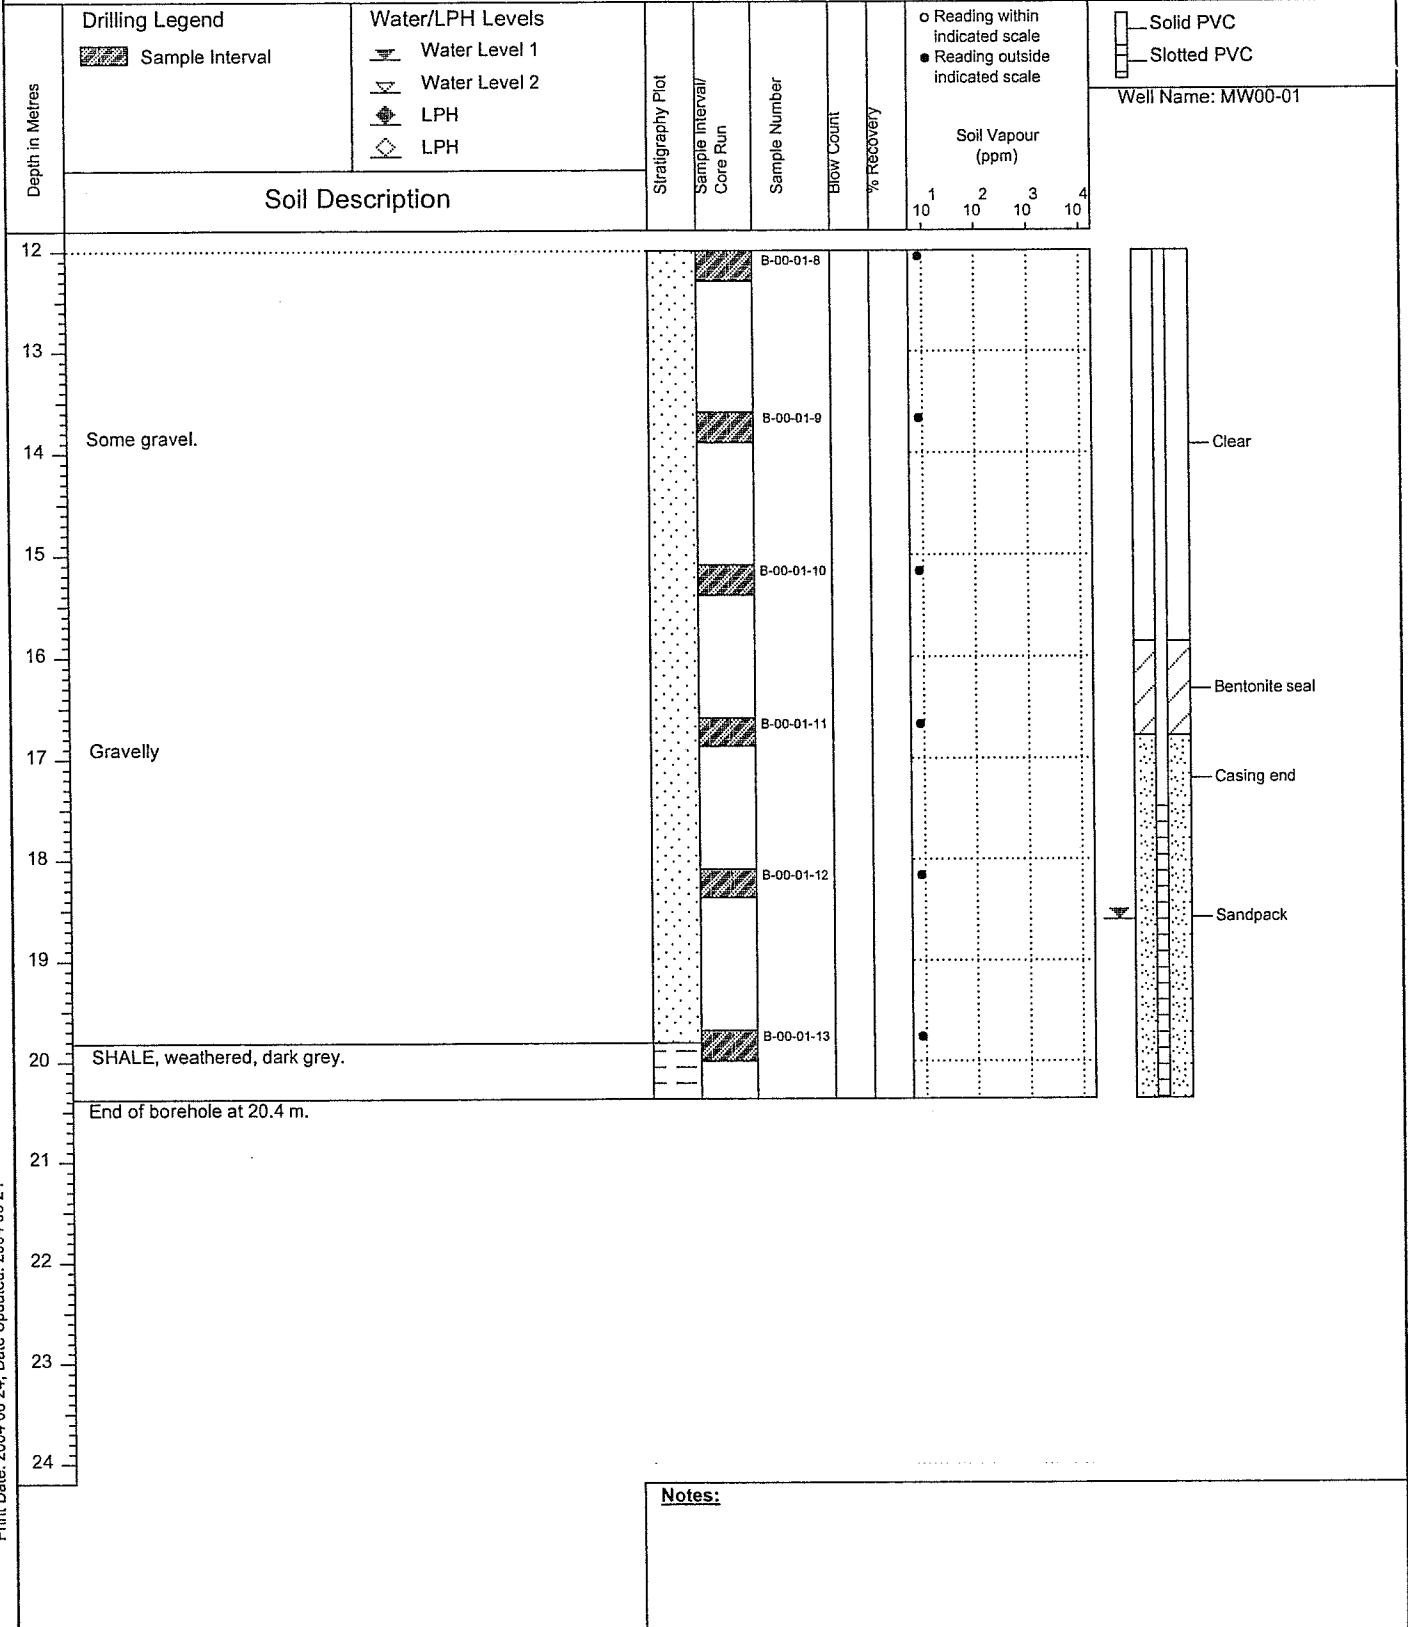 Drilling Legend
Sample Interval
Water/LPH Levels
Water Level 1
Water Level 2
LPH
LPH
Depth in Metres
Soil Description
Stratigraphy Plot
Sample Interval/
Core Run
Sample Number
Blow Count
% Recovery
Reading within
indicated scale
Reading outside
indicated scale
Soil Vapour
(ppm)
10^1 10^2 10^3 10^4
Solid PVC
Slotted PVC
Well Name: MW00-01
12
B-00-01-8
13
B-00-01-9
Some gravel.
Clear
14
15
B-00-01-10
16
Bentonite seal
B-00-01-11
Gravelly
17
Casing end
18
B-00-01-12
Sandpack
19
B-00-01-13
SHALE, weathered, dark grey.
20
End of borehole at 20.4 m.
21
22
23
24
Notes: